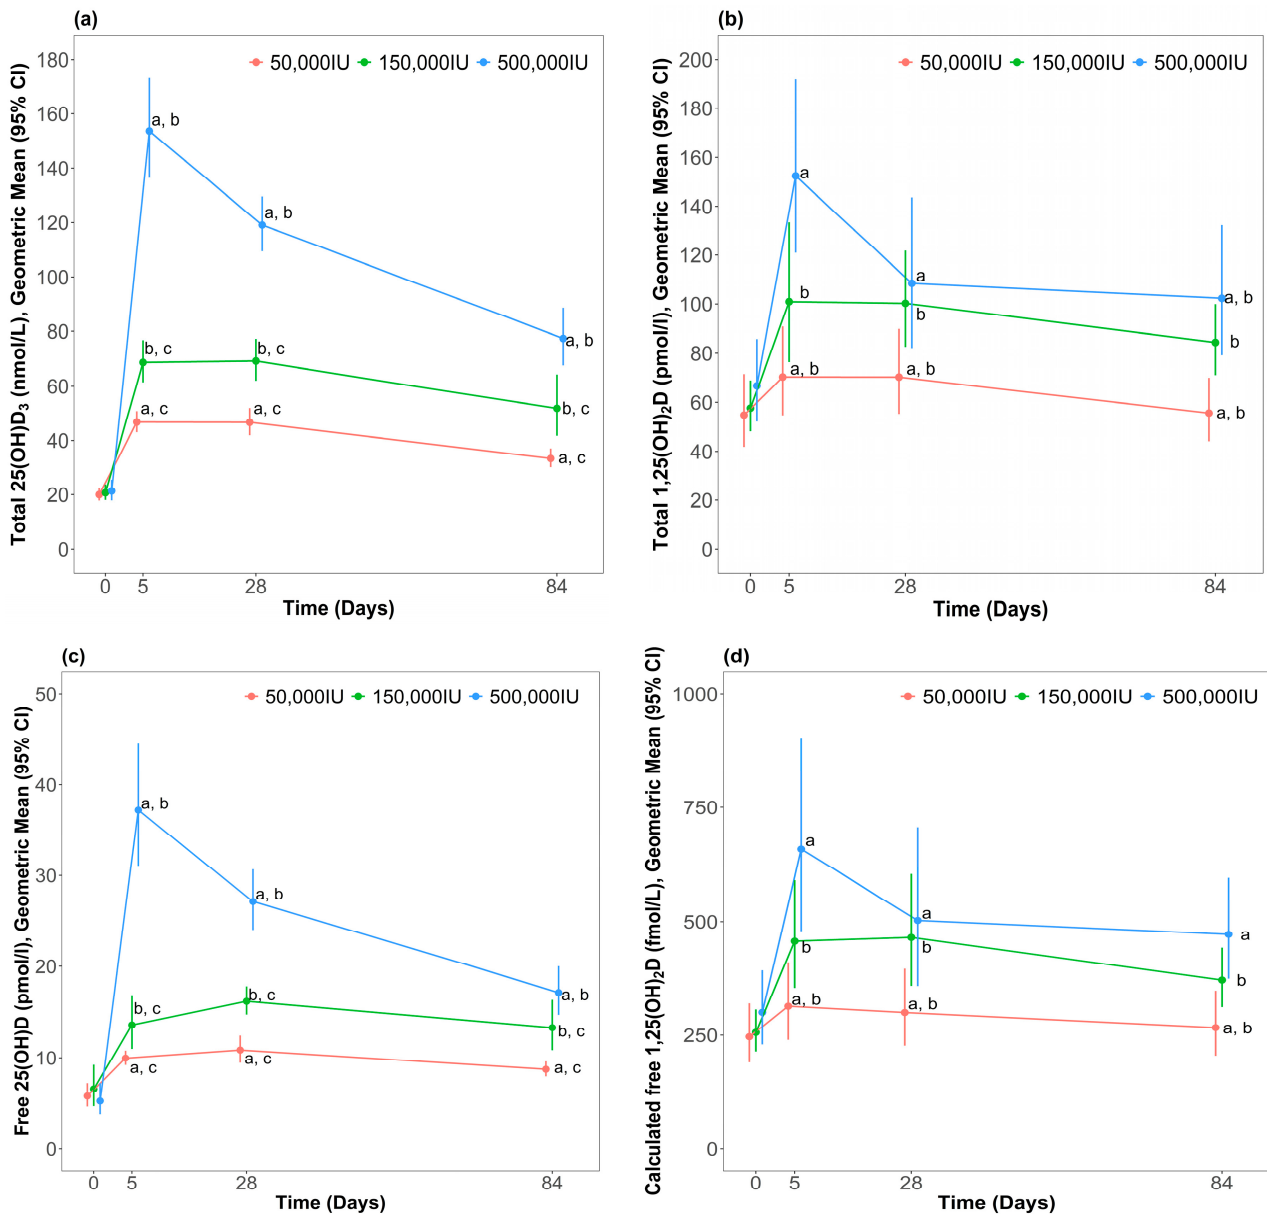 (a)
50,000IU 150,000IU 500,000IU
Total 25(OH)D3 (nmol/L), Geometric Mean (95% CI)
180
160
140
120
100
80
60
40
20
0
a, b
a, b
a, b
b, c
b, c
b, c
a, c
a, c
a, c
0 5 28 84
Time (Days)
(b)
50,000IU 150,000IU 500,000IU
Total 1,25(OH)2D (pmol/l), Geometric Mean (95% CI)
200
180
160
140
120
100
80
60
40
20
0
a
a
a, b
b
b
b
a, b
a, b
a, b
0 5 28 84
Time (Days)
(c)
50,000IU 150,000IU 500,000IU
Free 25(OH)D (pmol/l), Geometric Mean (95% CI)
50
40
30
20
10
0
a, b
a, b
a, b
b, c
b, c
b, c
a, c
a, c
a, c
0 5 28 84
Time (Days)
(d)
50,000IU 150,000IU 500,000IU
Calculated free 1,25(OH)2D (fmol/L), Geometric Mean (95% CI)
1000
750
500
250
0
a
a
a
b
b
b
a, b
a, b
a, b
0 5 28 84
Time (Days)